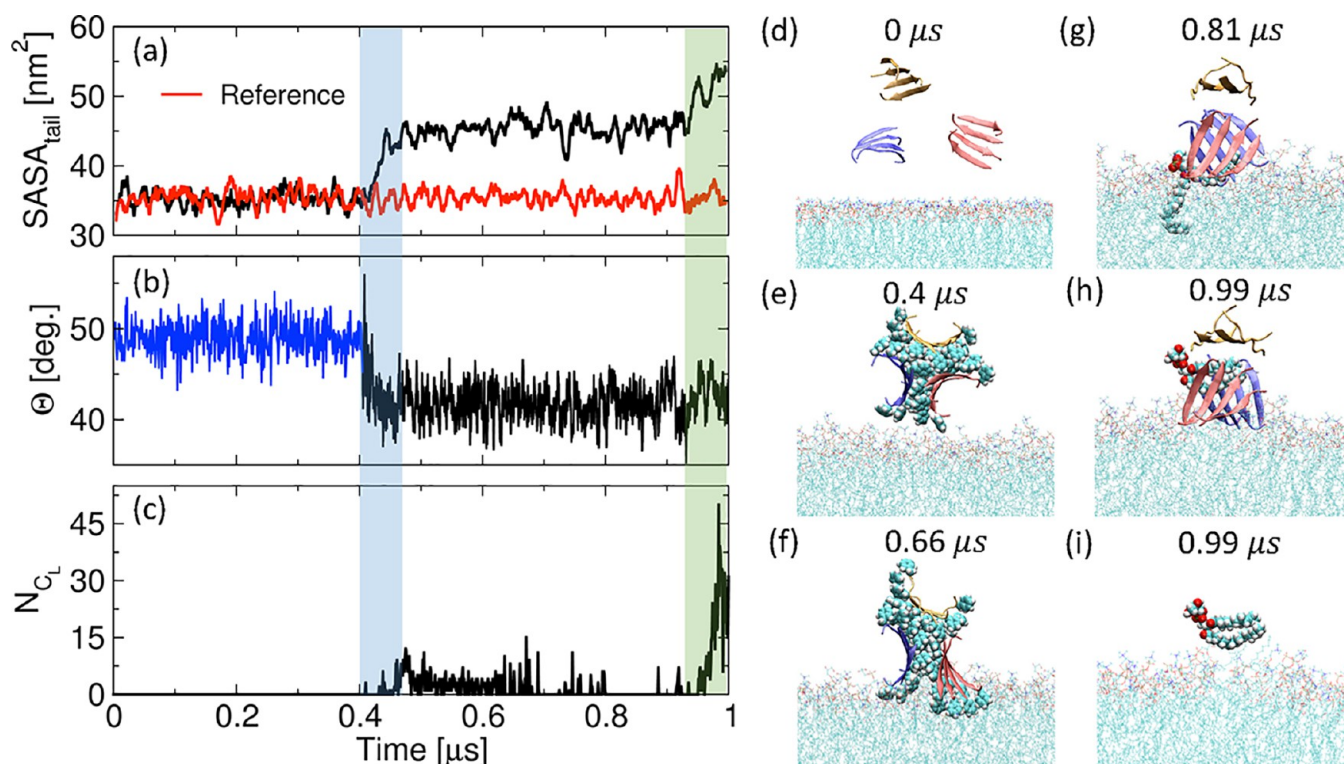 (a)
SASA_tail [nm²]
60
50
40
30
Reference
(b)
Θ [deg.]
50
40
(c)
N_C_L
45
30
15
0
0 0.2 0.4 0.6 0.8 1
Time [μs]
(d) 0 μs
(g) 0.81 μs
(e) 0.4 μs
(h) 0.99 μs
(f) 0.66 μs
(i) 0.99 μs